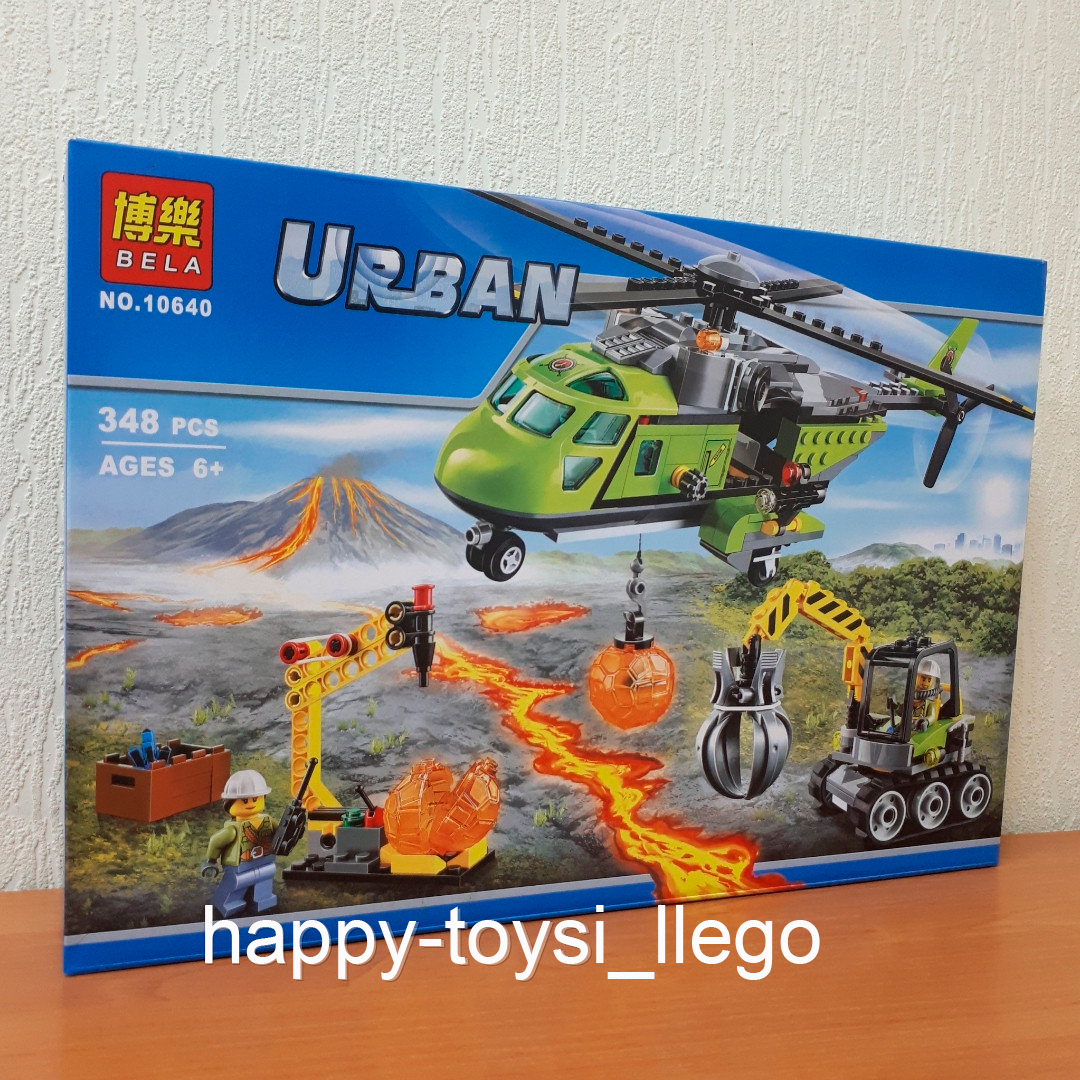 博樂
BELA
NO.10640
URBAN
348 PCS
AGES 6+
happy-toysi_llego